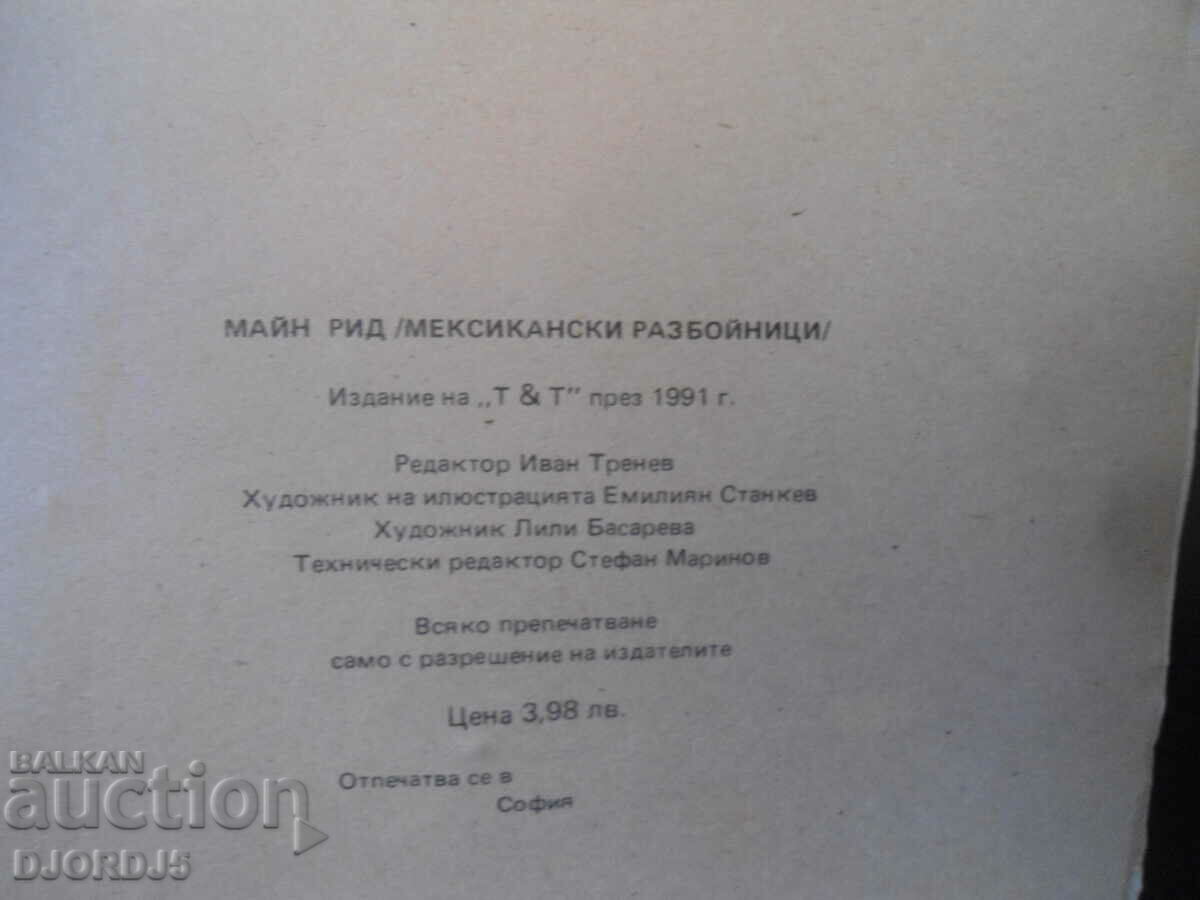 МАЙН РИД /МЕКСИКАНСКИ РАЗБОЙНИЦИ/
Издание на „Т & Т" през 1991 г.
Редактор Иван Тренев
Художник на илюстрацията Емилиян Станкев
Художник Лили Басарева
Технически редактор Стефан Маринов
Всяко препечатване
само с разрешение на издателите
Цена 3,98 лв.
Отпечатва се в
София
BALKAN
auction
DJORDJ5